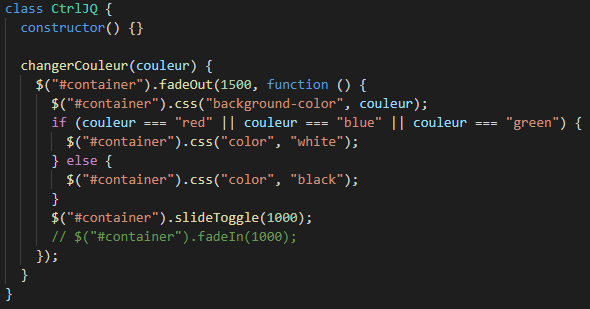 class CtrlJQ {
  constructor() {}

  changerCouleur(couleur) {
    $("#container").fadeOut(1500, function () {
      $("#container").css("background-color", couleur);
      if (couleur === "red" || couleur === "blue" || couleur === "green") {
        $("#container").css("color", "white");
      } else {
        $("#container").css("color", "black");
      }
      $("#container").slideToggle(1000);
      // $("#container").fadeIn(1000);
    });
  }
}